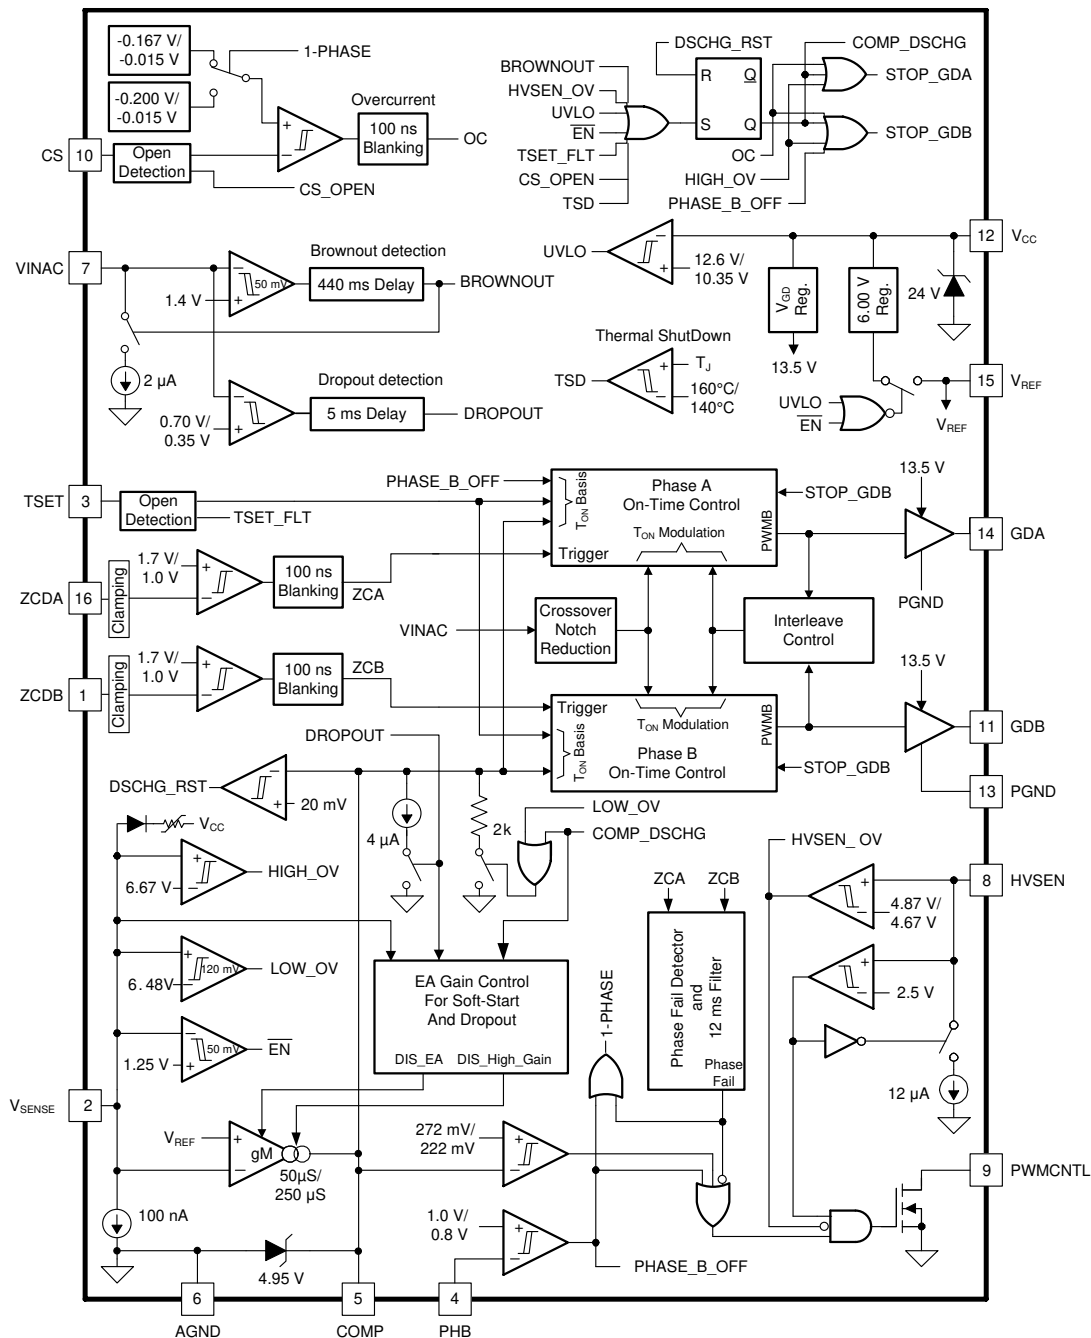 -0.167 V/
-0.015 V
1-PHASE
-0.200 V/
-0.015 V
+
−
Overcurrent
100 ns
Blanking
OC
CS
10
Open
Detection
CS_OPEN
DSCHG_RST
COMP_DSCHG
BROWNOUT
HVSEN_OV
UVLO
EN
TSET_FLT
CS_OPEN
TSD
R
Q
S
Q
STOP_GDA
STOP_GDB
OC
HIGH_OV
PHASE_B_OFF
VINAC
7
Brownout detection
−
50 mV
+
1.4 V
440 ms Delay
BROWNOUT
2 µA
Dropout detection
−
+
0.70 V/
0.35 V
5 ms Delay
DROPOUT
UVLO
−
+
12.6 V/
10.35 V
12
VCC
VGD
Reg.
6.00 V
Reg.
24 V
13.5 V
Thermal ShutDown
TSD
+
TJ
−
160°C/
140°C
UVLO
EN
15
VREF
VREF
TSET
3
Open
Detection
TSET_FLT
PHASE_B_OFF
TON Basis
Phase A
On-Time Control
TON Modulation
Trigger
PWMB
STOP_GDB
13.5 V
14
GDA
PGND
ZCDA
16
Clamping
1.7 V/
1.0 V
+
−
100 ns
Blanking
ZCA
VINAC
Crossover
Notch
Reduction
Interleave
Control
ZCDB
1
Clamping
1.7 V/
1.0 V
+
−
100 ns
Blanking
ZCB
Trigger
TON Modulation
TON Basis
Phase B
On-Time Control
PWMB
STOP_GDB
13.5 V
11
GDB
13
PGND
DROPOUT
DSCHG_RST
−
+
20 mV
4 µA
2k
LOW_OV
COMP_DSCHG
VCC
+
−
6.67 V
HIGH_OV
+
120 mV
−
6.48V
LOW_OV
−
50 mV
+
1.25 V
EN
EA Gain Control
For Soft-Start
And Dropout
DIS_EA
DIS_High_Gain
1-PHASE
ZCA
ZCB
Phase Fail Detector
and
12 ms Filter
Phase
Fail
HVSEN_OV
+
−
4.87 V/
4.67 V
8
HVSEN
+
−
2.5 V
12 µA
VSENSE
2
VREF
+
gM
−
50µS/
250 µS
272 mV/
222 mV
+
−
9
PWMCNTL
100 nA
1.0 V/
0.8 V
+
−
PHASE_B_OFF
4.95 V
6
AGND
5
COMP
4
PHB